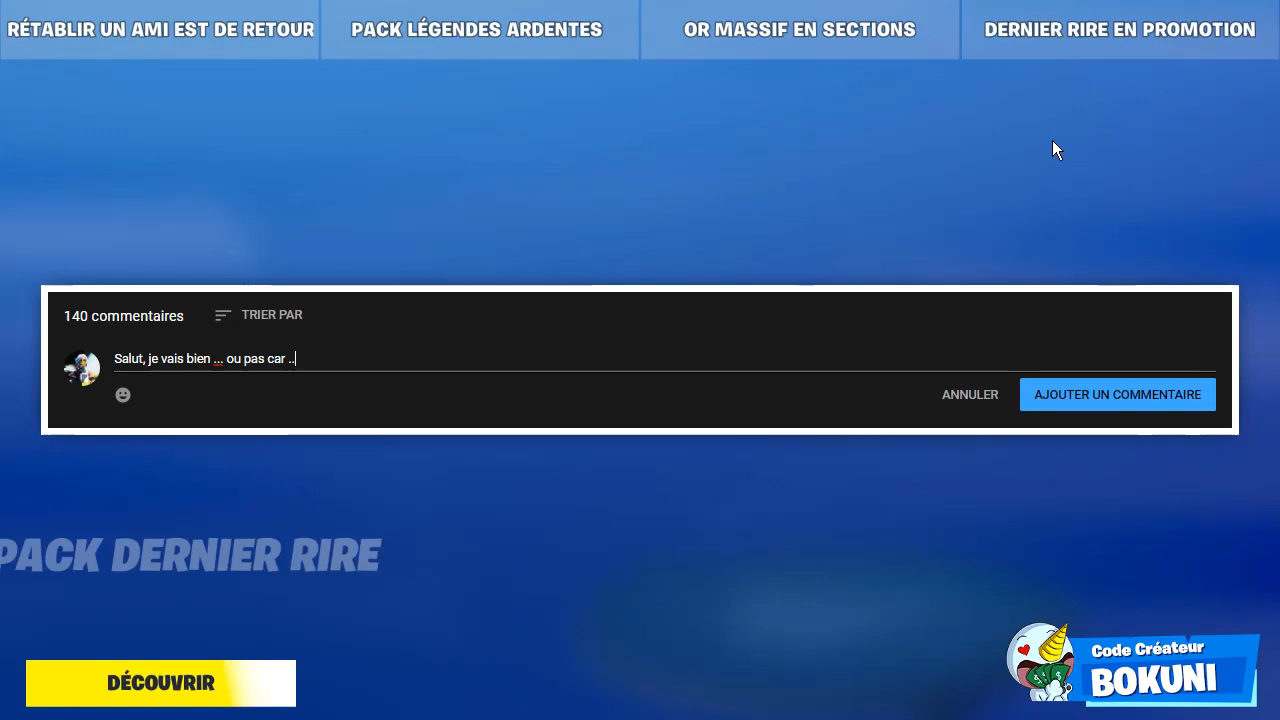 RÉTABLIR UN AMI EST DE RETOUR
PACK LÉGENDES ARDENTES
OR MASSIF EN SECTIONS
DERNIER RIRE EN PROMOTION
140 commentaires
TRIER PAR
Salut, je vais bien ... ou pas car ..
ANNULER
AJOUTER UN COMMENTAIRE
PACK DERNIER RIRE
DÉCOUVRIR
Code Créateur
BOKUNI